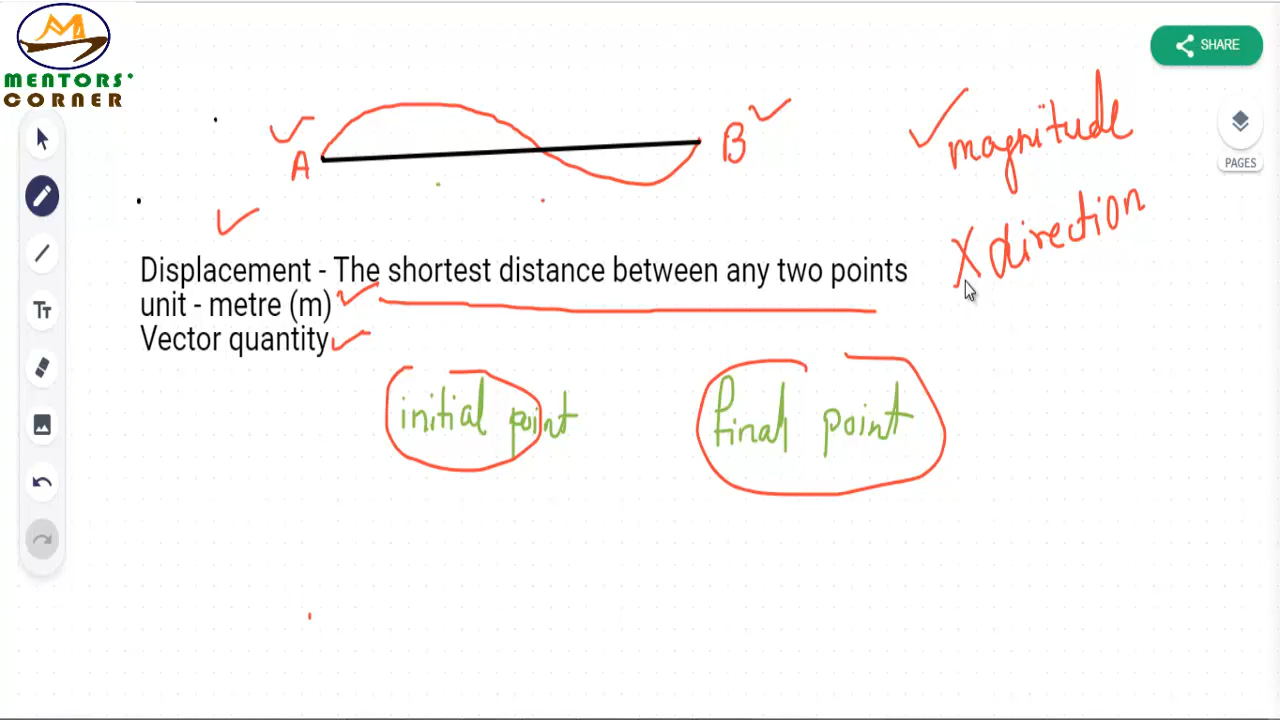 MENTORS'
CORNER
SHARE
PAGES
A
B
magnitude
X direction
Displacement - The shortest distance between any two points
unit - metre (m)
Vector quantity
initial point
final point
Tт